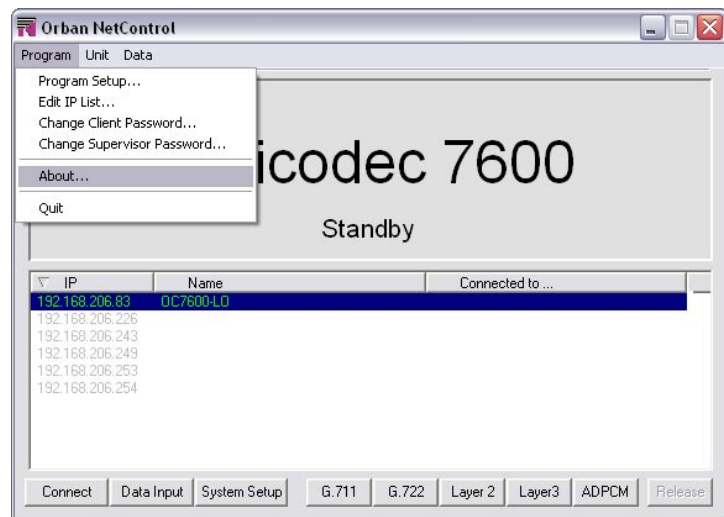 Orban NetControl
Program Unit Data
Program Setup...
Edit IP List...
Change Client Password...
Change Supervisor Password...
About...
Quit
icodec 7600
Standby
IP Name Connected to ...
192.168.206.83 OC7600-LO
192.168.206.226
192.168.206.243
192.168.206.249
192.168.206.253
192.168.206.254
Connect Data Input System Setup G.711 G.722 Layer 2 Layer3 ADPCM Release